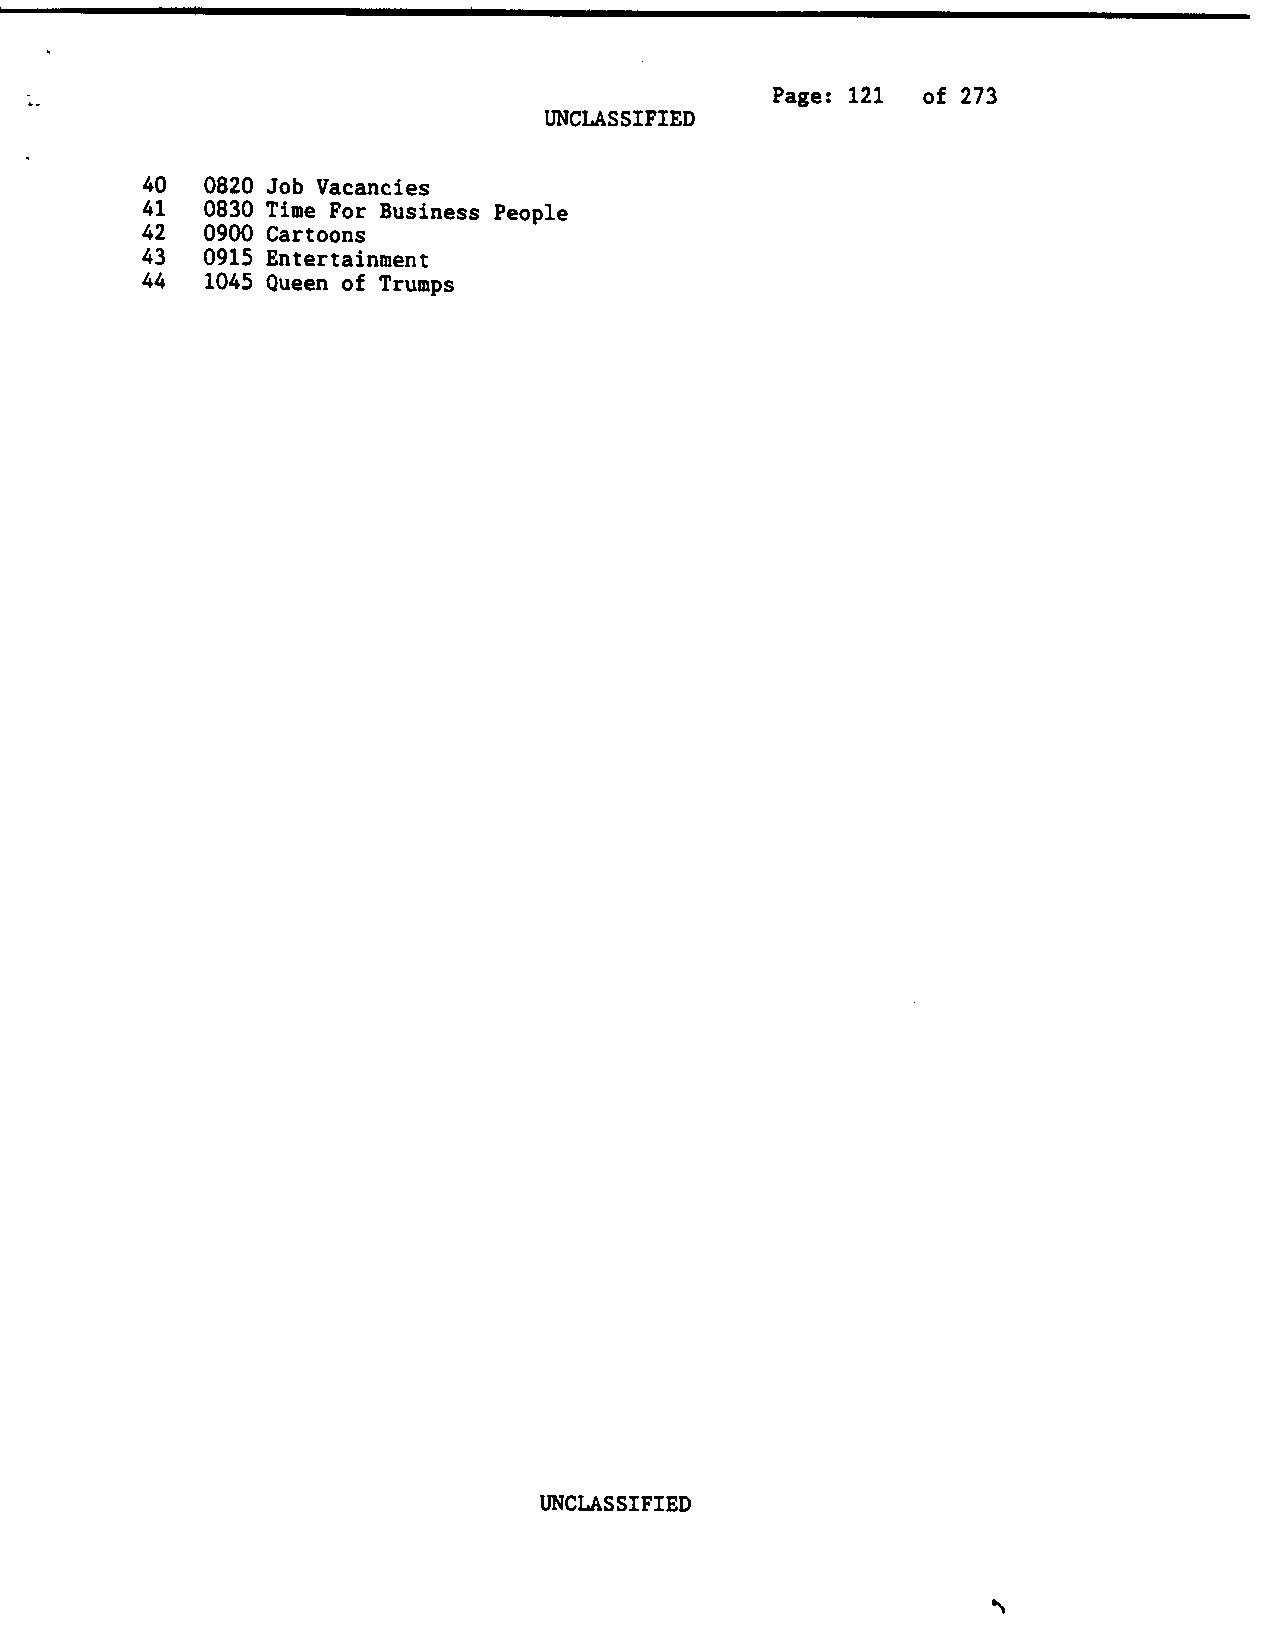 Page: 121 of 273
UNCLASSIFIED
40 0820 Job Vacancies
41 0830 Time For Business People
42 0900 Cartoons
43 0915 Entertainment
44 1045 Queen of Trumps
UNCLASSIFIED